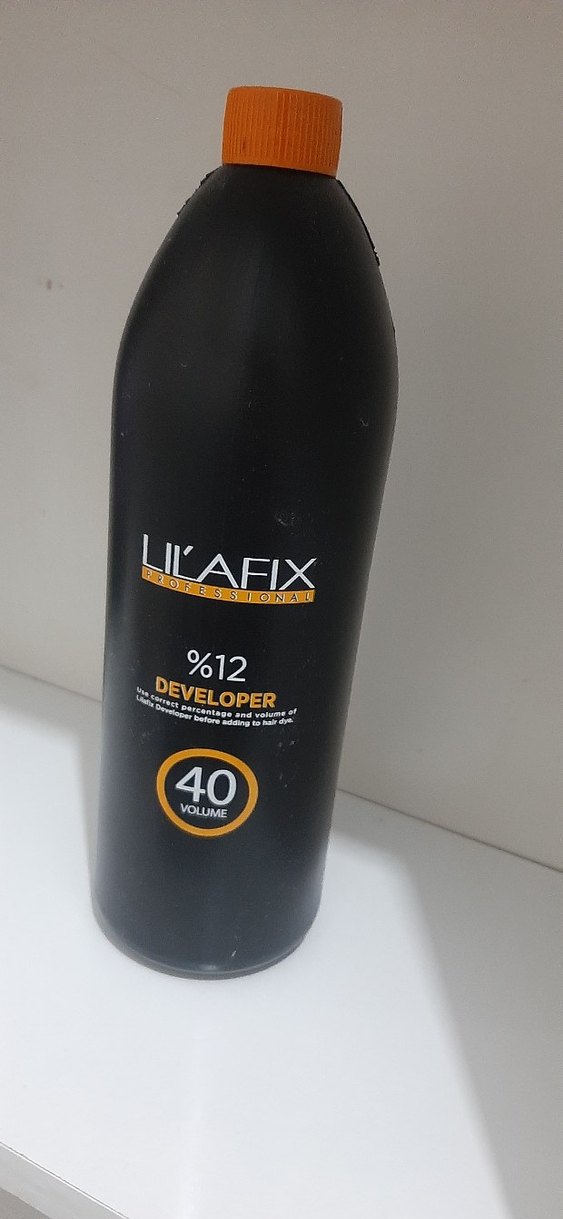 LIL'AFIX
PROFESSIONAL
%12
DEVELOPER
Use correct percentage and volume of
Lilafix Developer before adding to hair dye.
40
VOLUME